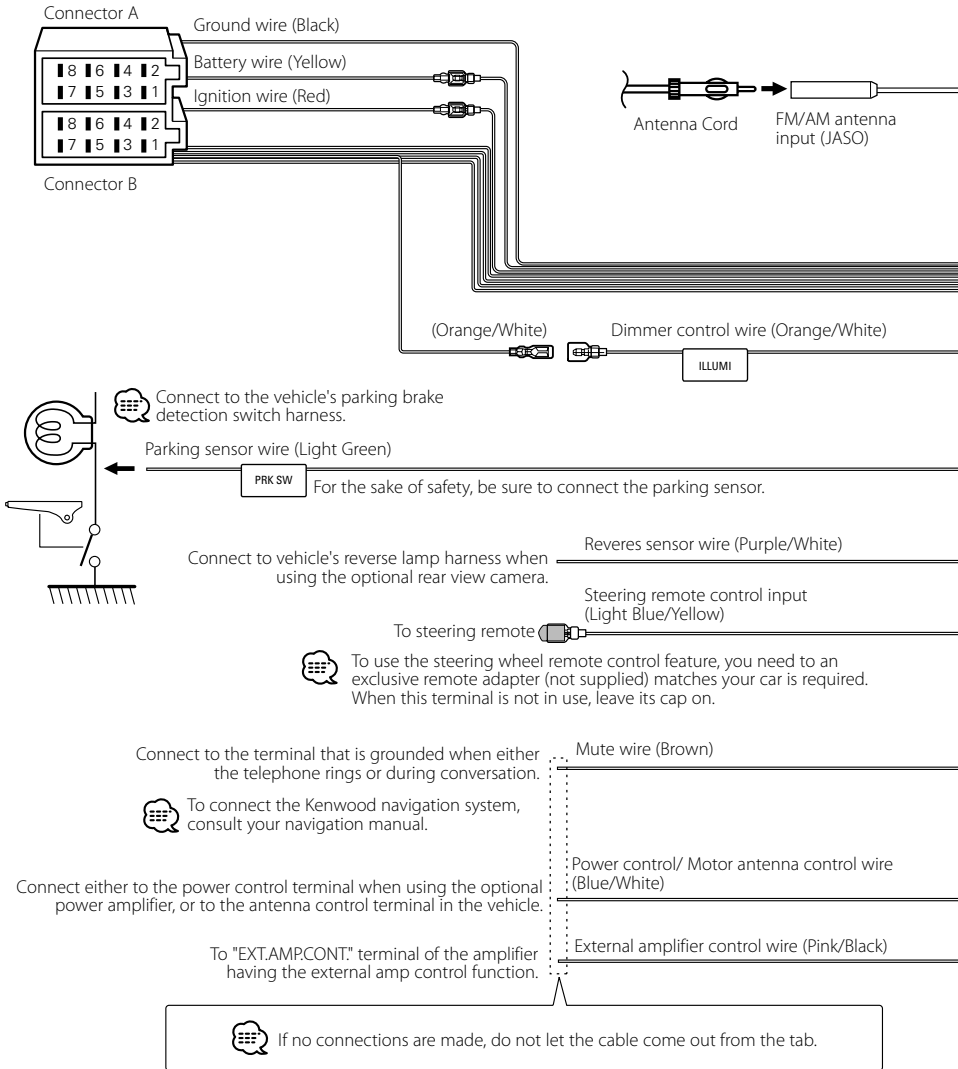 Connector A
Ground wire (Black)
Battery wire (Yellow)
Ignition wire (Red)
8 6 4 2
7 5 3 1
8 6 4 2
7 5 3 1
Connector B
Antenna Cord
FM/AM antenna
input (JASO)
(Orange/White)
Dimmer control wire (Orange/White)
ILLUMI
Connect to the vehicle's parking brake
detection switch harness.
Parking sensor wire (Light Green)
PRK SW
For the sake of safety, be sure to connect the parking sensor.
Connect to vehicle's reverse lamp harness when
using the optional rear view camera.
Reveres sensor wire (Purple/White)
Steering remote control input
(Light Blue/Yellow)
To steering remote
To use the steering wheel remote control feature, you need to an
exclusive remote adapter (not supplied) matches your car is required.
When this terminal is not in use, leave its cap on.
Connect to the terminal that is grounded when either
the telephone rings or during conversation.
Mute wire (Brown)
To connect the Kenwood navigation system,
consult your navigation manual.
Connect either to the power control terminal when using the optional
power amplifier, or to the antenna control terminal in the vehicle.
Power control/ Motor antenna control wire
(Blue/White)
To "EXT.AMP.CONT." terminal of the amplifier
having the external amp control function.
External amplifier control wire (Pink/Black)
If no connections are made, do not let the cable come out from the tab.